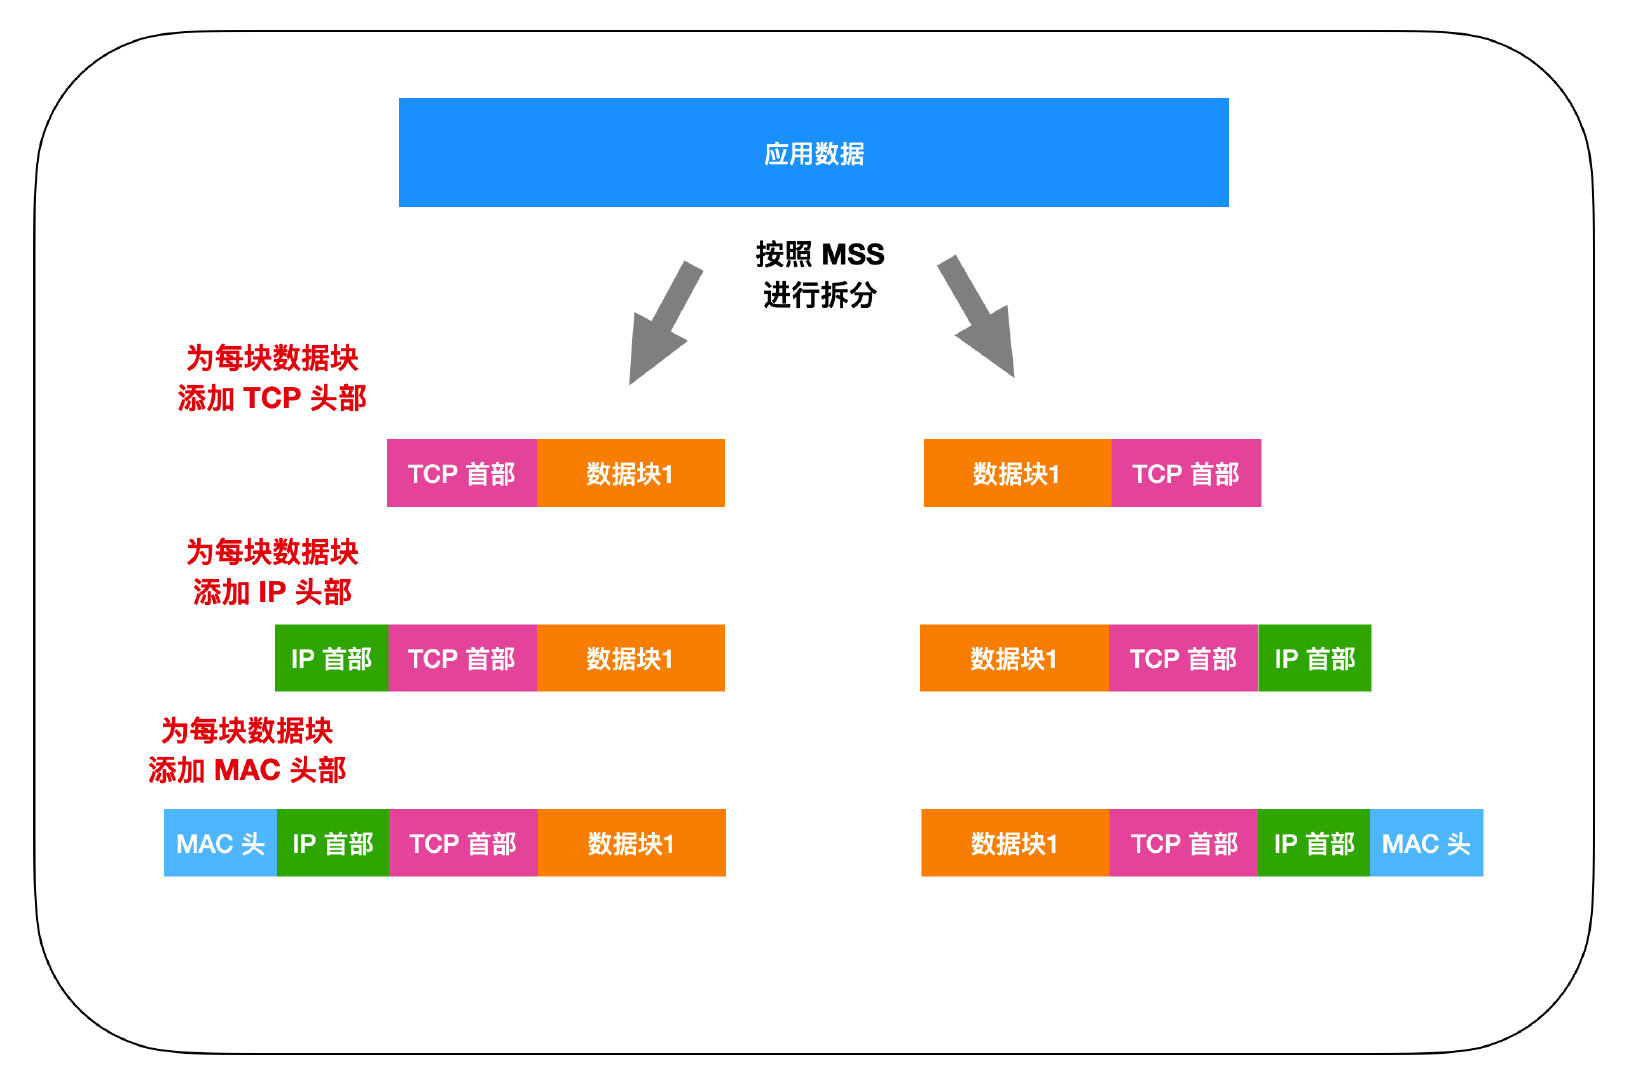 应用数据
按照 MSS
进行拆分
为每块数据块
添加 TCP 头部
TCP 首部 数据块1 数据块1 TCP 首部
为每块数据块
添加 IP 头部
IP 首部 TCP 首部 数据块1 数据块1 TCP 首部 IP 首部
为每块数据块
添加 MAC 头部
MAC 头 IP 首部 TCP 首部 数据块1 数据块1 TCP 首部 IP 首部 MAC 头